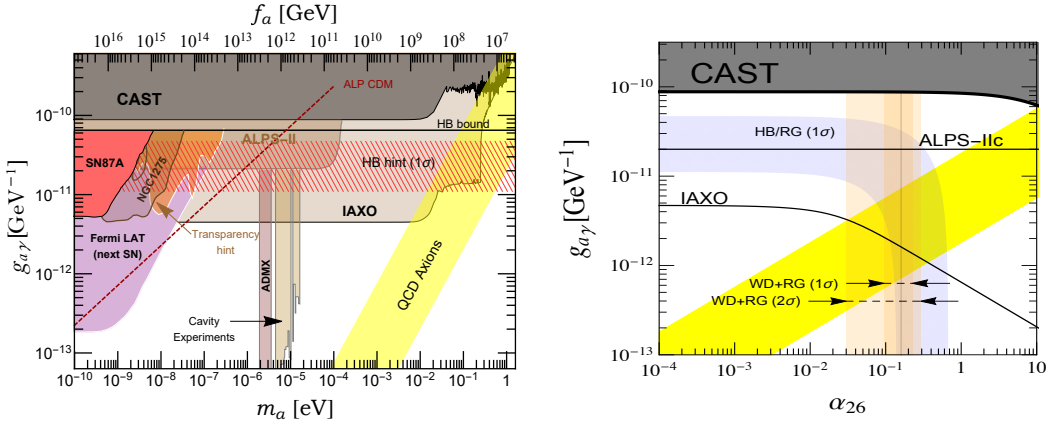 f_a [GeV]
10^16 10^15 10^14 10^13 10^12 10^11 10^10 10^9 10^8 10^7
ALP CDM
CAST
HB bound
ALPS-II
SN87A
NGC1275
HB hint (1σ)
IAXO
Transparency
hint
Fermi LAT
(next SN)
ADMX
QCD Axions
Cavity
Experiments
g_aγ [GeV^-1]
10^-10
10^-11
10^-12
10^-13
10^-10 10^-9 10^-8 10^-7 10^-6 10^-5 10^-4 10^-3 10^-2 10^-1 1
m_a [eV]
CAST
HB/RG (1σ)
ALPS-IIc
IAXO
WD+RG (1σ)
WD+RG (2σ)
g_aγ [GeV^-1]
10^-10
10^-11
10^-12
10^-13
10^-4 10^-3 10^-2 10^-1 1 10
α_26